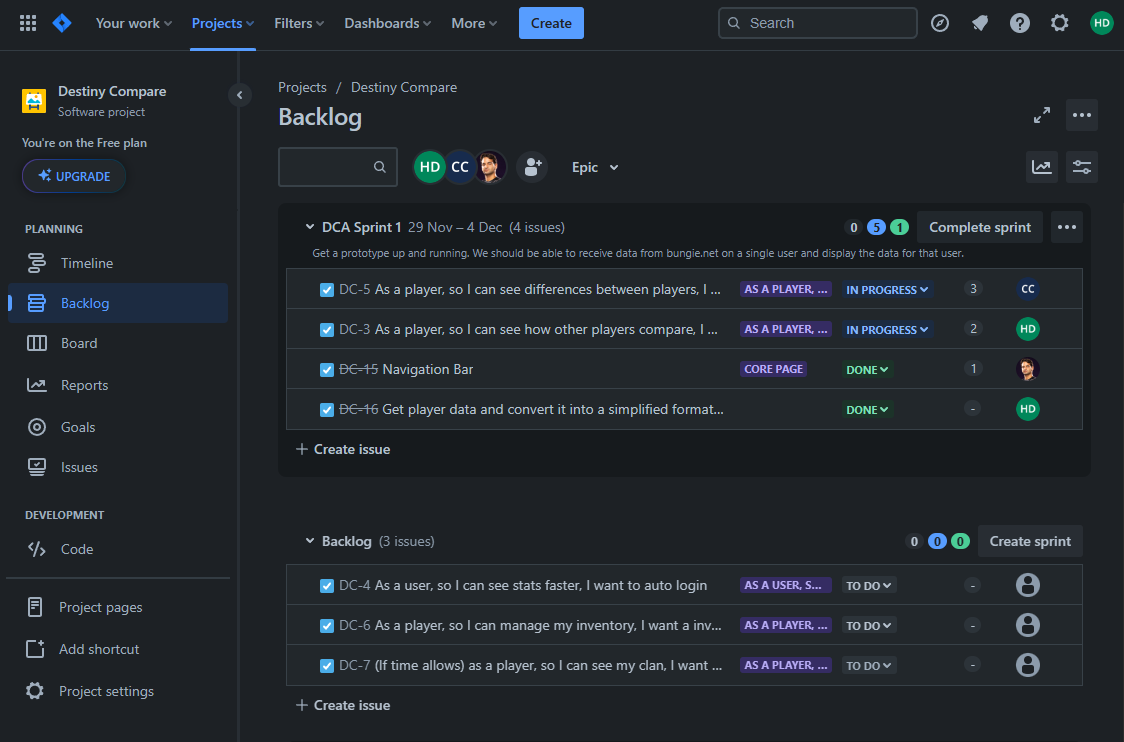 Your work Projects Filters Dashboards More Create Search HD
Destiny Compare
Software project
You're on the Free plan
UPGRADE
PLANNING
Timeline
Backlog
Board
Reports
Goals
Issues
DEVELOPMENT
Code
Project pages
Add shortcut
Project settings
Projects / Destiny Compare
Backlog
HD CC Epic
DCA Sprint 1 29 Nov – 4 Dec (4 issues) 0 5 1 Complete sprint
Get a prototype up and running. We should be able to receive data from bungie.net on a single user and display the data for that user.
DC-5 As a player, so I can see differences between players, I ... AS A PLAYER, ... IN PROGRESS 3 CC
DC-3 As a player, so I can see how other players compare, I ... AS A PLAYER, ... IN PROGRESS 2 HD
DC-15 Navigation Bar CORE PAGE DONE 1
DC-16 Get player data and convert it into a simplified format... DONE - HD
+ Create issue
Backlog (3 issues) 0 0 0 Create sprint
DC-4 As a user, so I can see stats faster, I want to auto login AS A USER, S... TO DO -
DC-6 As a player, so I can manage my inventory, I want a inv... AS A PLAYER, ... TO DO -
DC-7 (If time allows) as a player, so I can see my clan, I want ... AS A PLAYER, ... TO DO -
+ Create issue